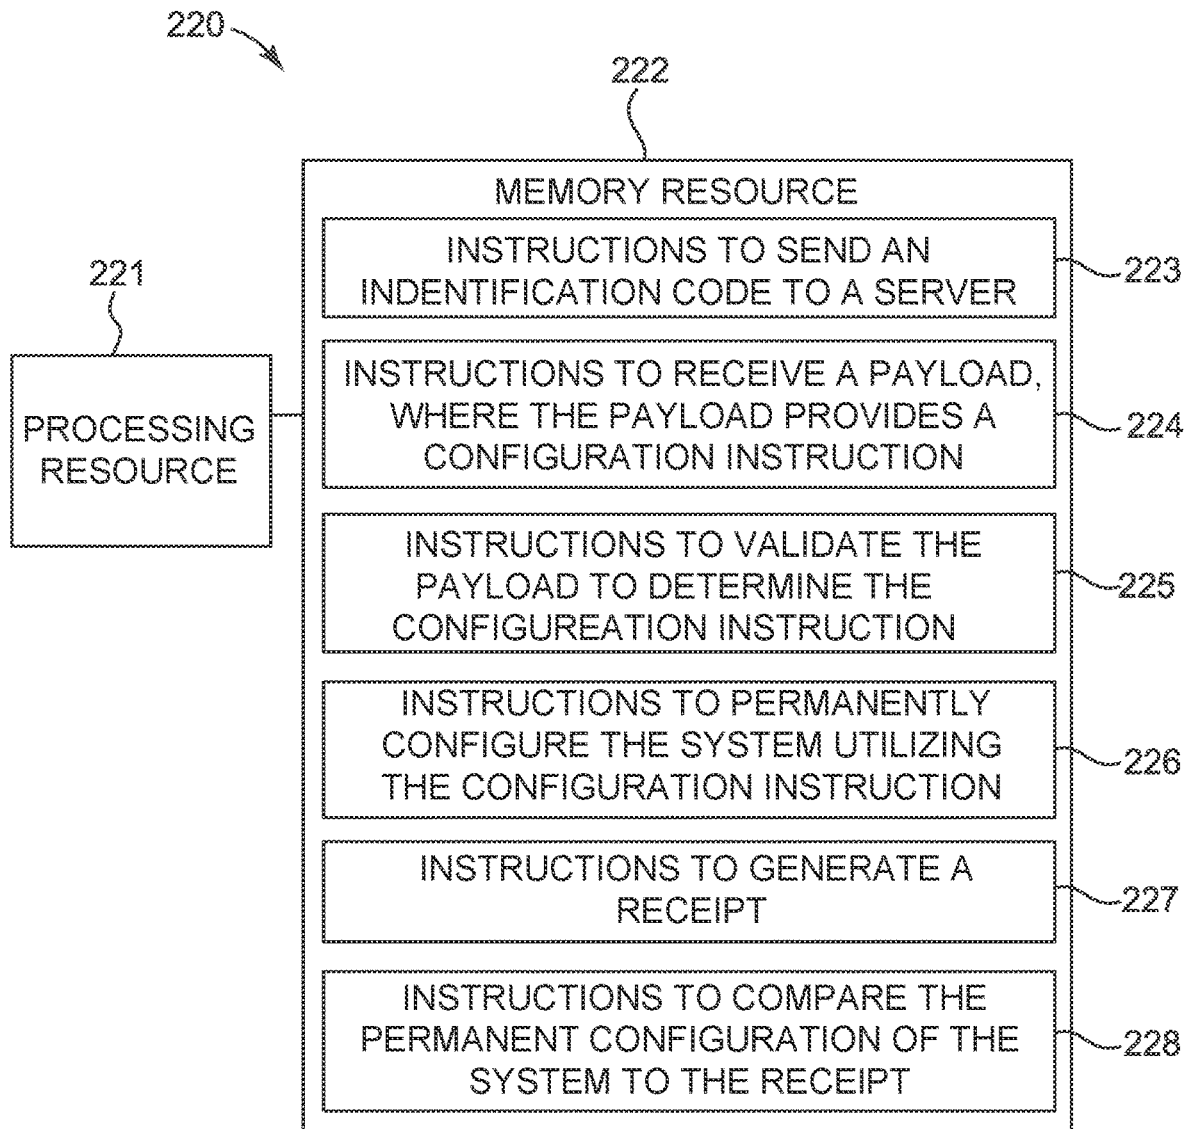 220
222
MEMORY RESOURCE
INSTRUCTIONS TO SEND AN
INDENTIFICATION CODE TO A SERVER
223
221
PROCESSING
RESOURCE
INSTRUCTIONS TO RECEIVE A PAYLOAD,
WHERE THE PAYLOAD PROVIDES A
CONFIGURATION INSTRUCTION
224
INSTRUCTIONS TO VALIDATE THE
PAYLOAD TO DETERMINE THE
CONFIGUREATION INSTRUCTION
225
INSTRUCTIONS TO PERMANENTLY
CONFIGURE THE SYSTEM UTILIZING
THE CONFIGURATION INSTRUCTION
226
INSTRUCTIONS TO GENERATE A
RECEIPT
227
INSTRUCTIONS TO COMPARE THE
PERMANENT CONFIGURATION OF THE
SYSTEM TO THE RECEIPT
228